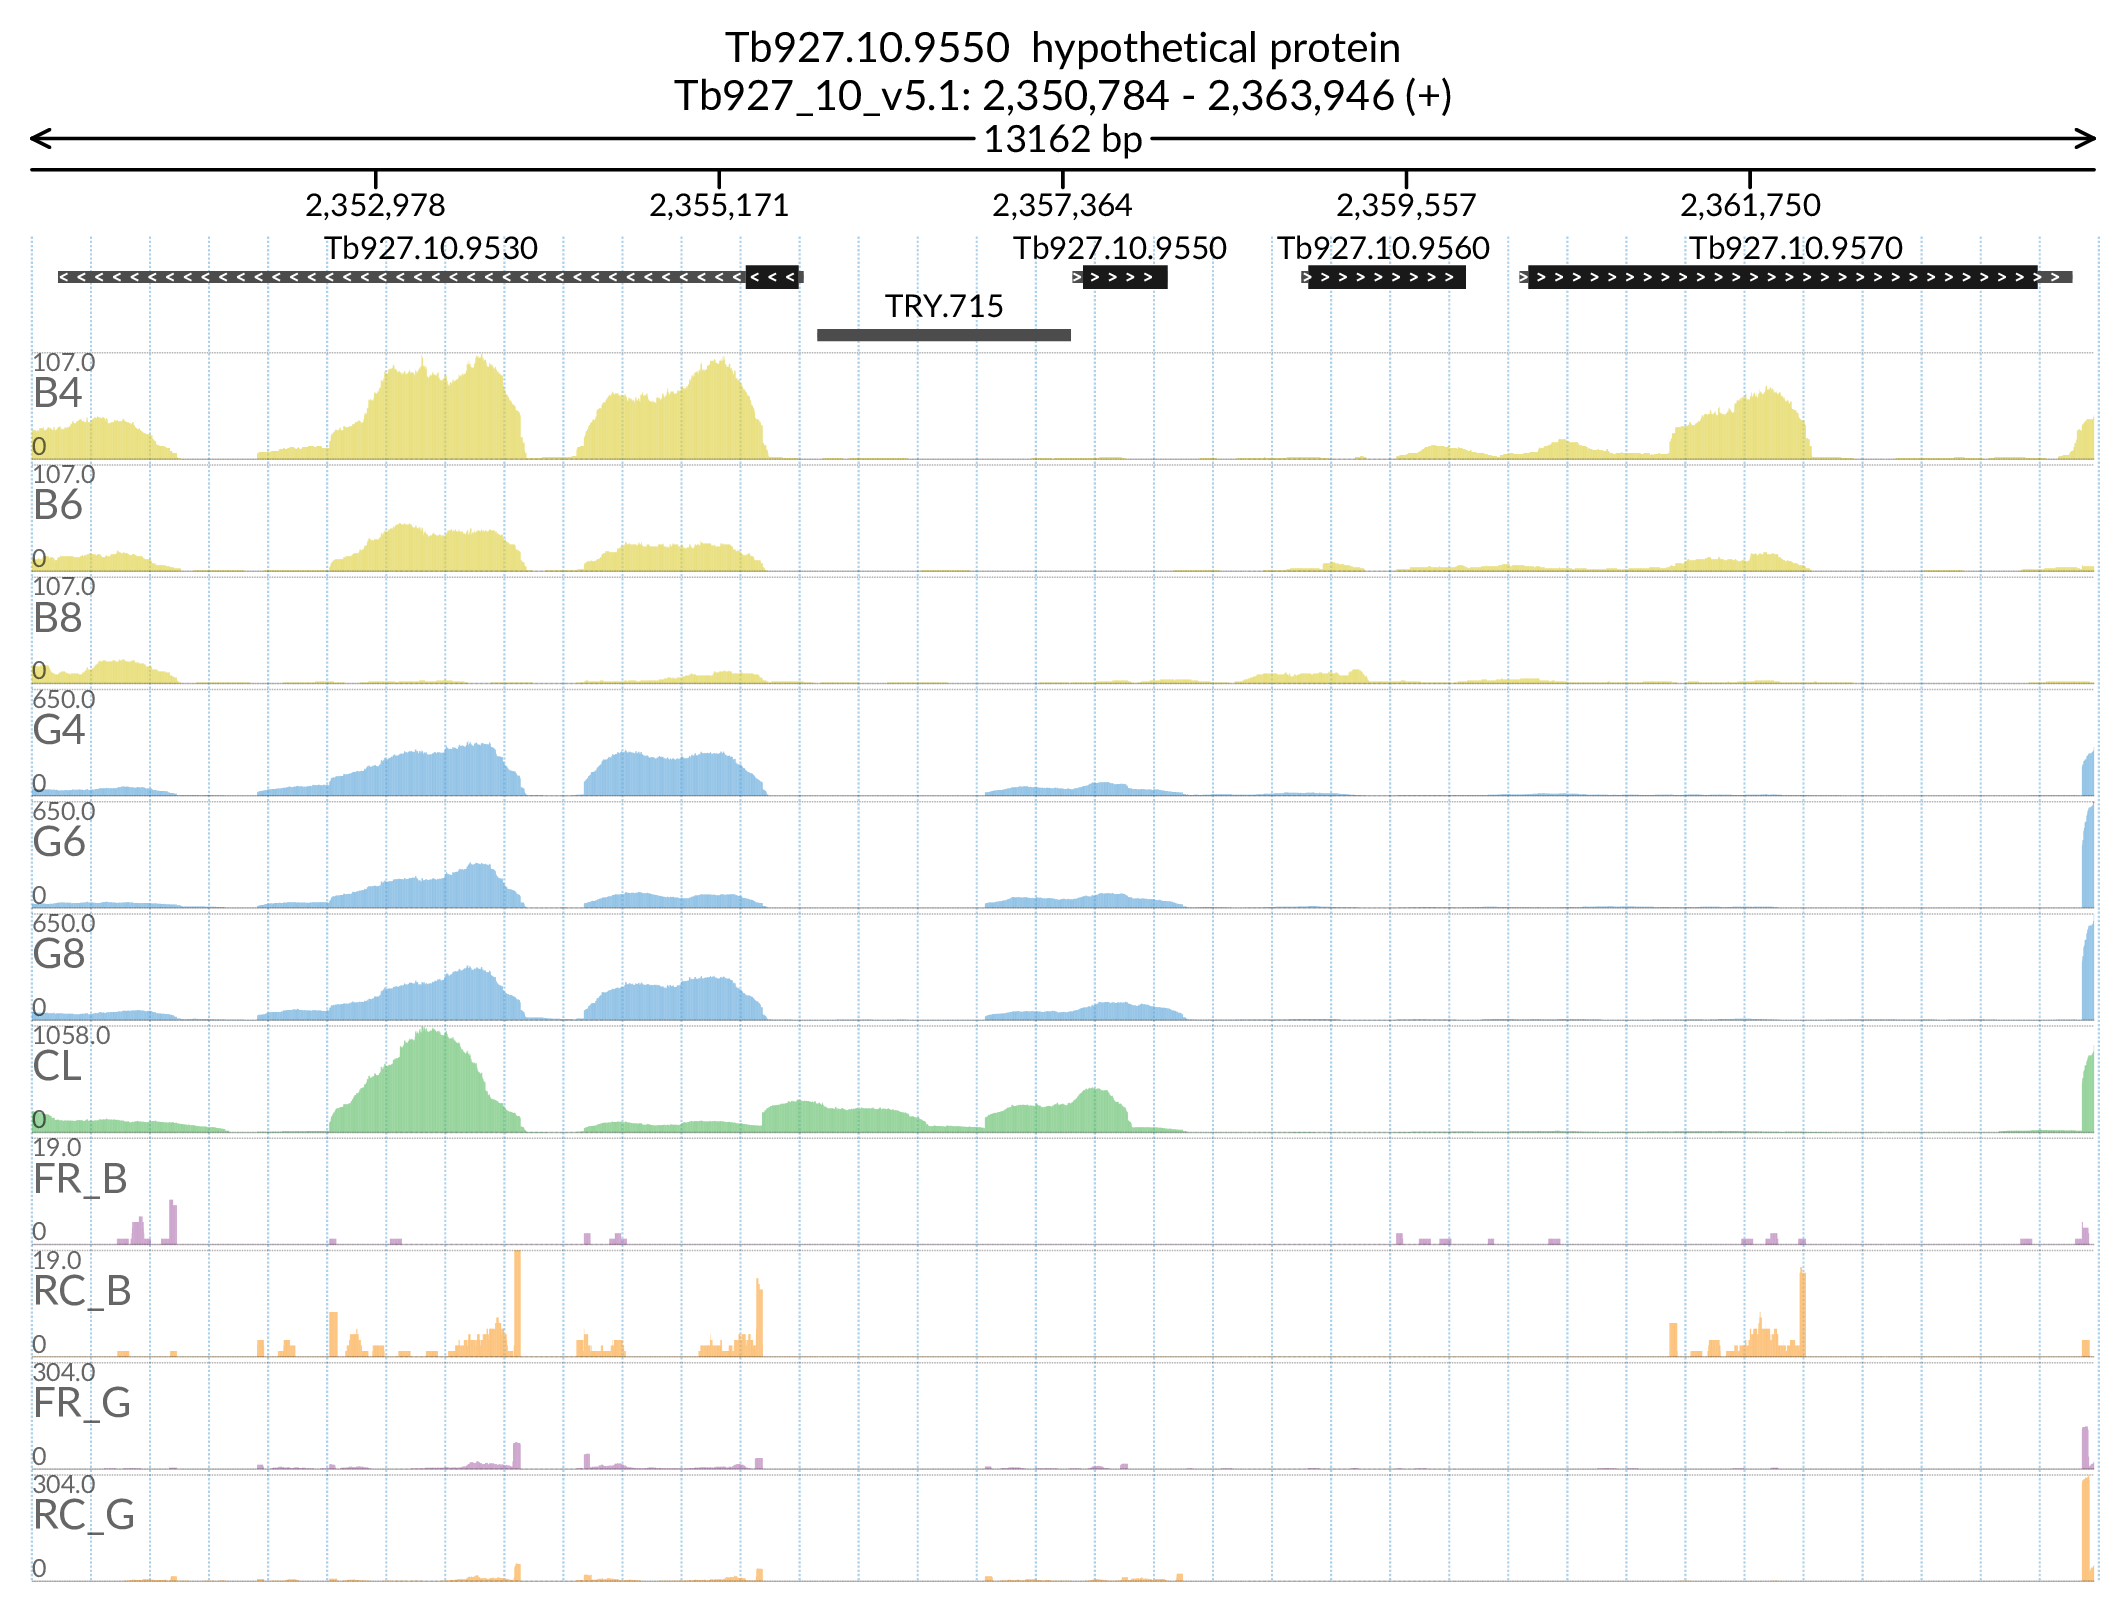 Tb927.10.9550  hypothetical protein
Tb927_10_v5.1: 2,350,784 - 2,363,946 (+)
13162 bp
2,352,978 2,355,171 2,357,364 2,359,557 2,361,750
Tb927.10.9530 Tb927.10.9550 Tb927.10.9560 Tb927.10.9570
TRY.715
107.0
B4
0
107.0
B6
0
107.0
B8
0
650.0
G4
0
650.0
G6
0
650.0
G8
0
1058.0
CL
0
19.0
FR_B
0
19.0
RC_B
0
304.0
FR_G
0
304.0
RC_G
0